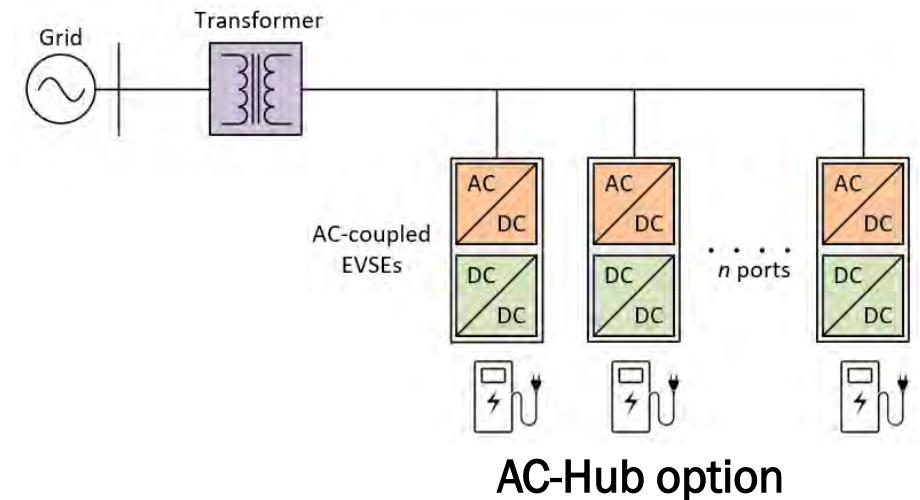 Transformer
Grid
AC
DC
AC
DC
AC
DC
AC-coupled
EVSEs
n ports
DC
DC
DC
DC
DC
DC
AC-Hub option